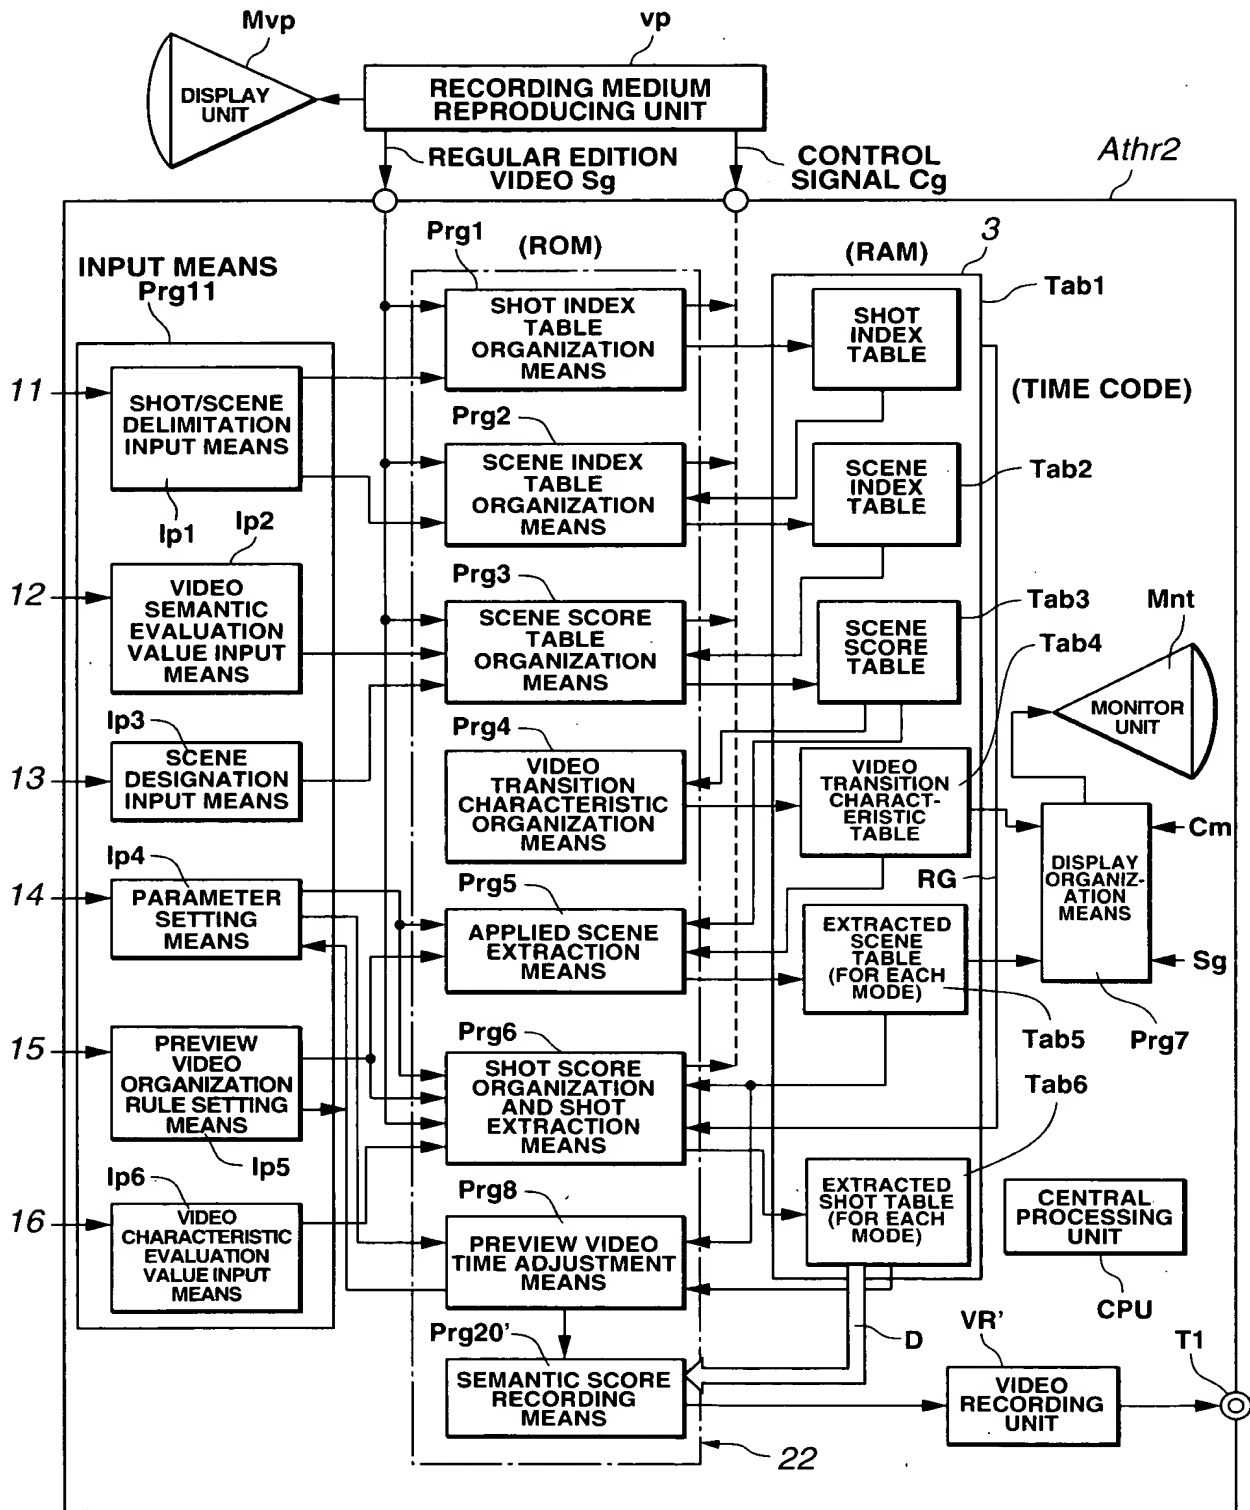 Mvp
vp
DISPLAY
UNIT
RECORDING MEDIUM
REPRODUCING UNIT
REGULAR EDITION
VIDEO Sg
CONTROL
SIGNAL Cg
Athr2
INPUT MEANS
Prg11
Prg1
(ROM)
(RAM)
3
Tab1
11
SHOT/SCENE
DELIMITATION
INPUT MEANS
Ip1
SHOT INDEX
TABLE
ORGANIZATION
MEANS
SHOT
INDEX
TABLE
(TIME CODE)
Prg2
SCENE INDEX
TABLE
ORGANIZATION
MEANS
SCENE
INDEX
TABLE
Tab2
Ip2
12
VIDEO
SEMANTIC
EVALUATION
VALUE INPUT
MEANS
Prg3
SCENE SCORE
TABLE
ORGANIZATION
MEANS
SCENE
SCORE
TABLE
Tab3
Tab4
Mnt
MONITOR
UNIT
Ip3
13
SCENE
DESIGNATION
INPUT MEANS
Prg4
VIDEO
TRANSITION
CHARACTERISTIC
ORGANIZATION
MEANS
VIDEO
TRANSITION
CHARACT-
ERISTIC
TABLE
Cm
DISPLAY
ORGANIZ-
ATION
MEANS
Sg
Prg7
RG
Ip4
14
PARAMETER
SETTING
MEANS
Prg5
APPLIED SCENE
EXTRACTION
MEANS
EXTRACTED
SCENE
TABLE
(FOR EACH
MODE)
Tab5
15
PREVIEW
VIDEO
ORGANIZATION
RULE SETTING
MEANS
Ip5
Prg6
SHOT SCORE
ORGANIZATION
AND SHOT
EXTRACTION
MEANS
Tab6
Ip6
16
VIDEO
CHARACTERISTIC
EVALUATION
VALUE INPUT
MEANS
Prg8
PREVIEW VIDEO
TIME ADJUSTMENT
MEANS
EXTRACTED
SHOT TABLE
(FOR EACH
MODE)
CENTRAL
PROCESSING
UNIT
CPU
Prg20'
SEMANTIC SCORE
RECORDING
MEANS
D
VR'
VIDEO
RECORDING
UNIT
T1
22